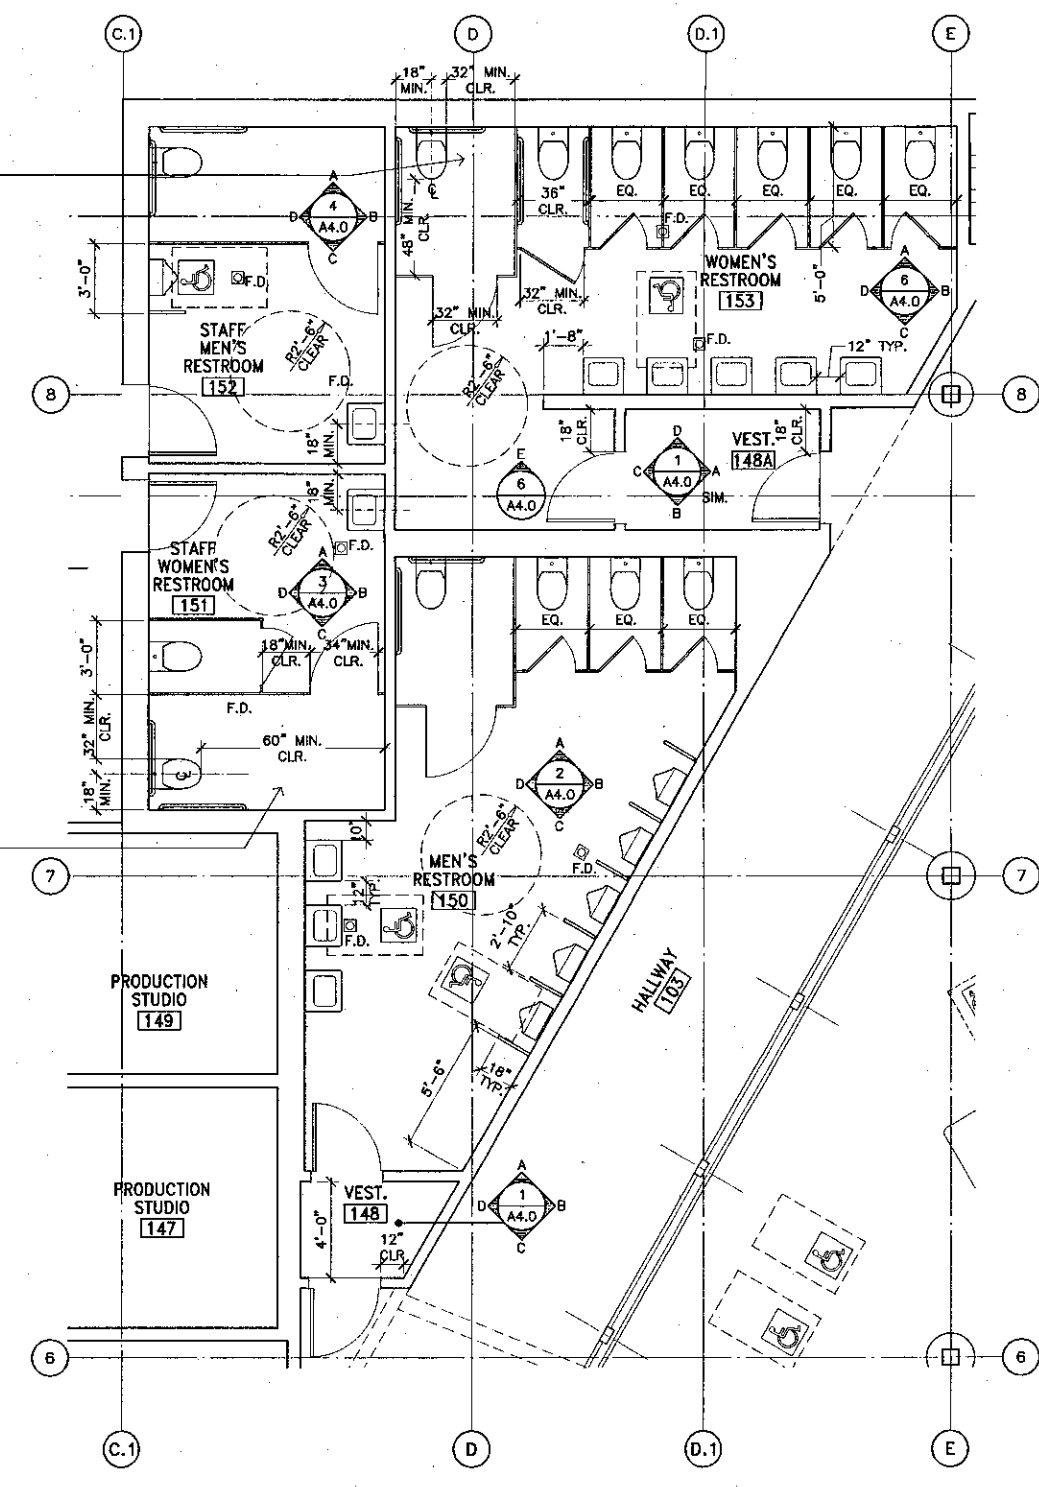 C.1
D
D.1
E
18" 32" MIN.
MIN. CLR.
A
4
D B
A4.0
C
℄
48" MIN.
CLR.
36"
CLR.
EQ. EQ. EQ. EQ. EQ.
F.D.
3'-0"
F.D.
WOMEN'S
RESTROOM
153
5'-0"
A
6
D B
A4.0
C
32" MIN.
CLR.
32" MIN.
CLR.
STAFF
MEN'S
RESTROOM
152
R2'-6"
CLEAR
F.D.
1'-8"
F.D.
12" TYP.
R2'-6"
CLEAR
8
8
18"
MIN.
18"
CLR.
D
1
C A
A4.0
B
SIM.
VEST.
148A
18"
CLR.
E
6
A4.0
18"
MIN.
R2'-6"
CLEAR
F.D.
STAFF
WOMEN'S
RESTROOM
151
A
3
D B
A4.0
C
EQ. EQ. EQ.
3'-0"
18" MIN.
CLR.
34" MIN.
CLR.
F.D.
32" MIN.
CLR.
60" MIN.
CLR.
18"
MIN.
℄
A
2
D B
A4.0
C
10"
R2'-6"
CLEAR
MEN'S
RESTROOM
150
F.D.
7
7
12"
TYP.
F.D.
2'-10"
TYP.
PRODUCTION
STUDIO
149
HALLWAY
103
5'-6"
18"
TYP.
PRODUCTION
STUDIO
147
VEST.
148
A
1
D B
A4.0
C
4'-0"
12"
CLR
6
6
C.1
D
D.1
E